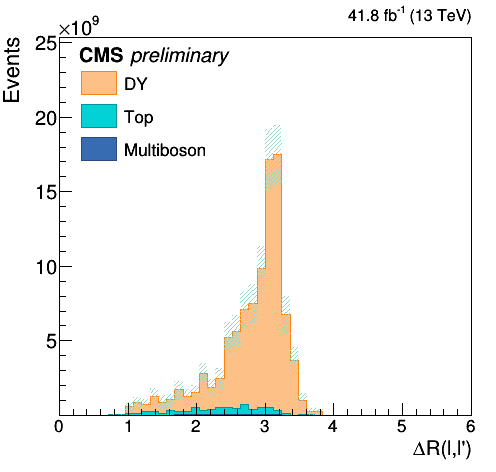 41.8 fb⁻¹ (13 TeV)
×10⁹
Events
CMS preliminary
DY
Top
Multiboson
25
20
15
10
5
0 1 2 3 4 5 6
ΔR(l,l')